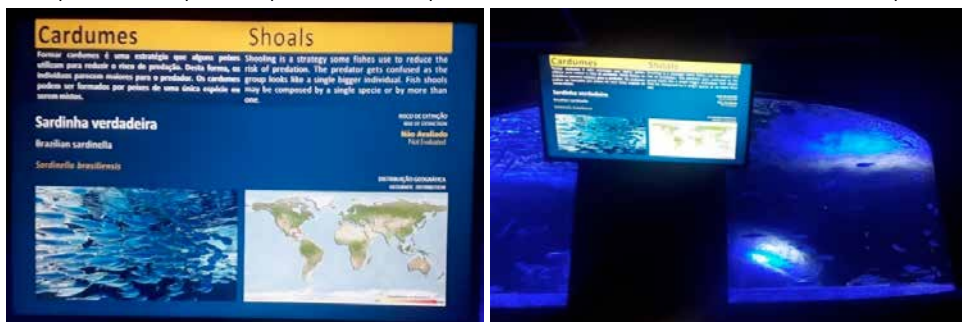 Cardumes
Shoals
Formar cardumes é uma estratégia que alguns peixes
utilizam para reduzir o risco de predação. Desta forma, os
indivíduos parecem maiores para o predador. Os cardumes
podem ser formados por peixes de uma única espécie ou
serem mistos.
Shooling is a strategy some fishes use to reduce the
risk of predation. The predator gets confused as the
group looks like a single bigger individual. Fish shools
may be composed by a single specie or by more than
one.
Sardinha verdadeira
Brazilian sardinella
Sardinella brasiliensis
RISCO DE EXTINÇÃO
RISK OF EXTINCTION
Não Avaliado
Not Evaluated
DISTRIBUIÇÃO GEOGRÁFICA
Cardumes
Shoals
Sardinha verdadeira